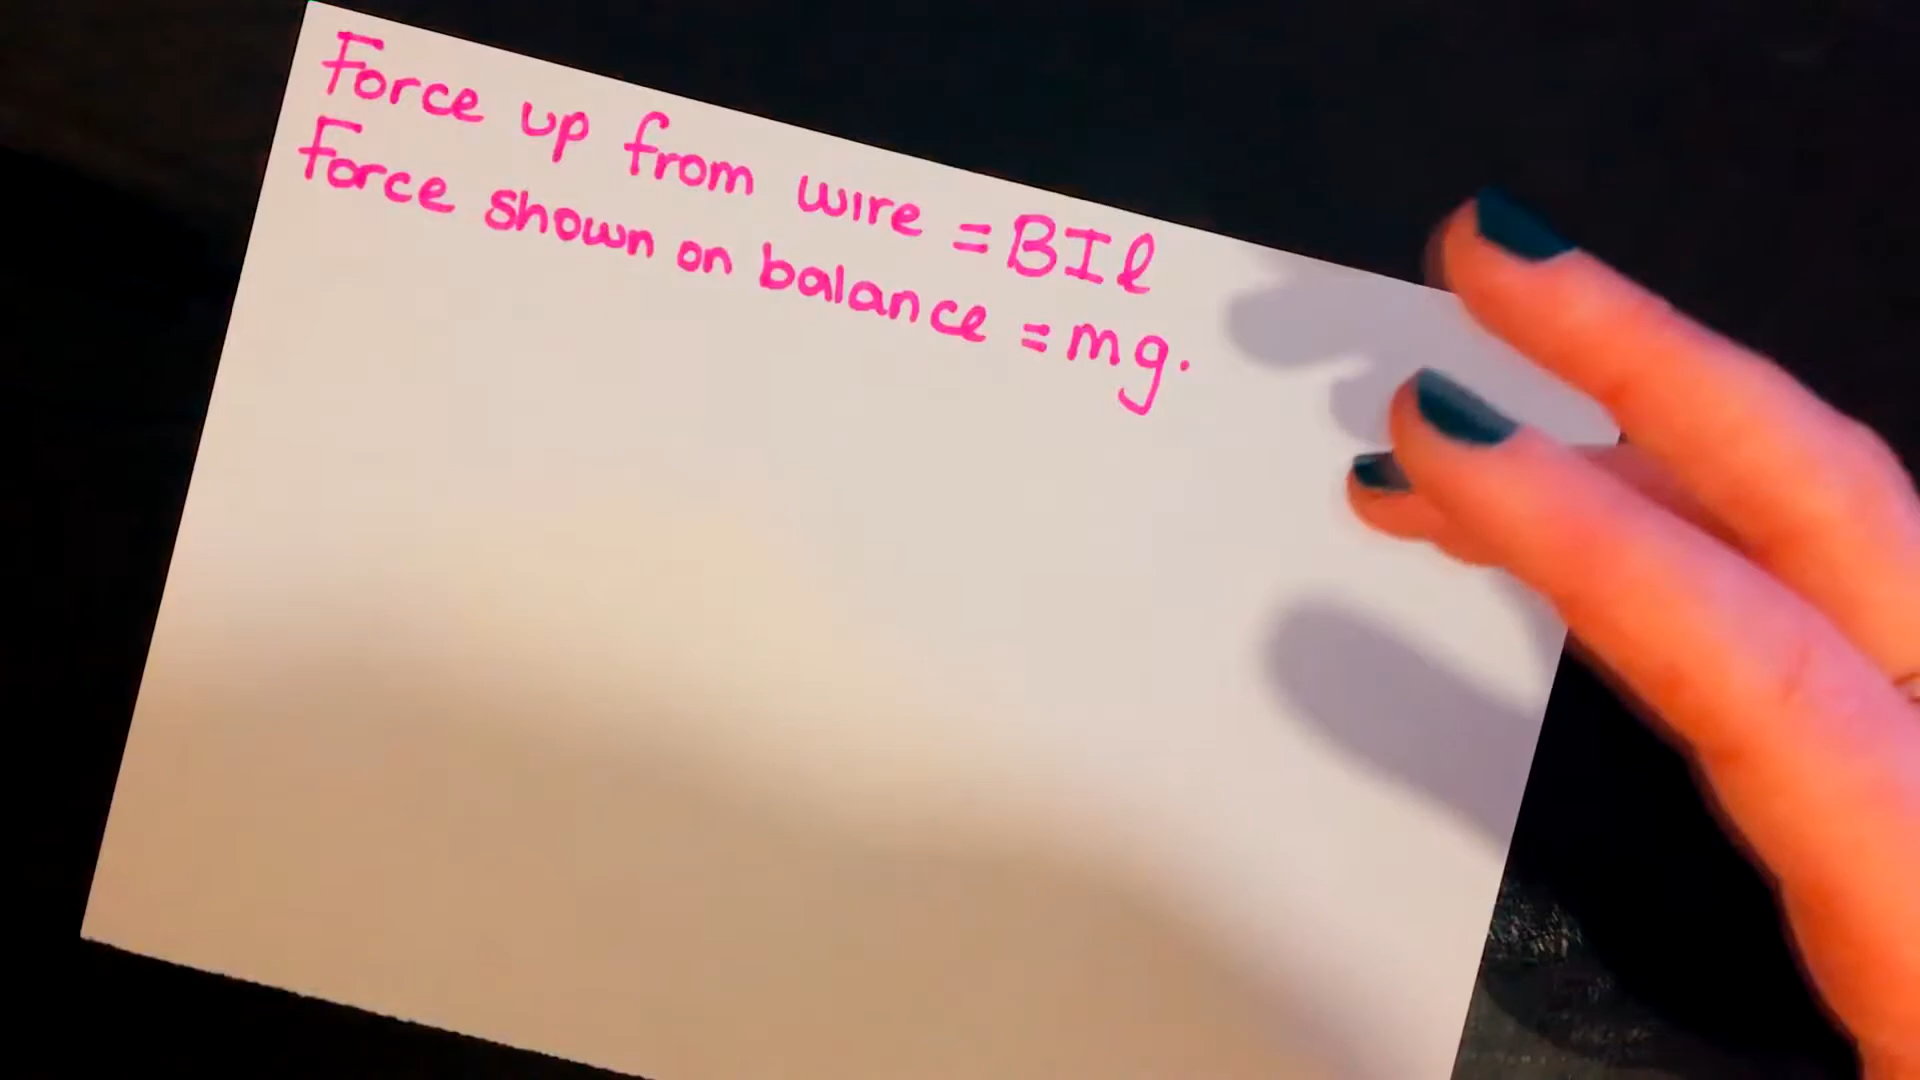 Force up from wire = BIl
Force shown on balance = mg.